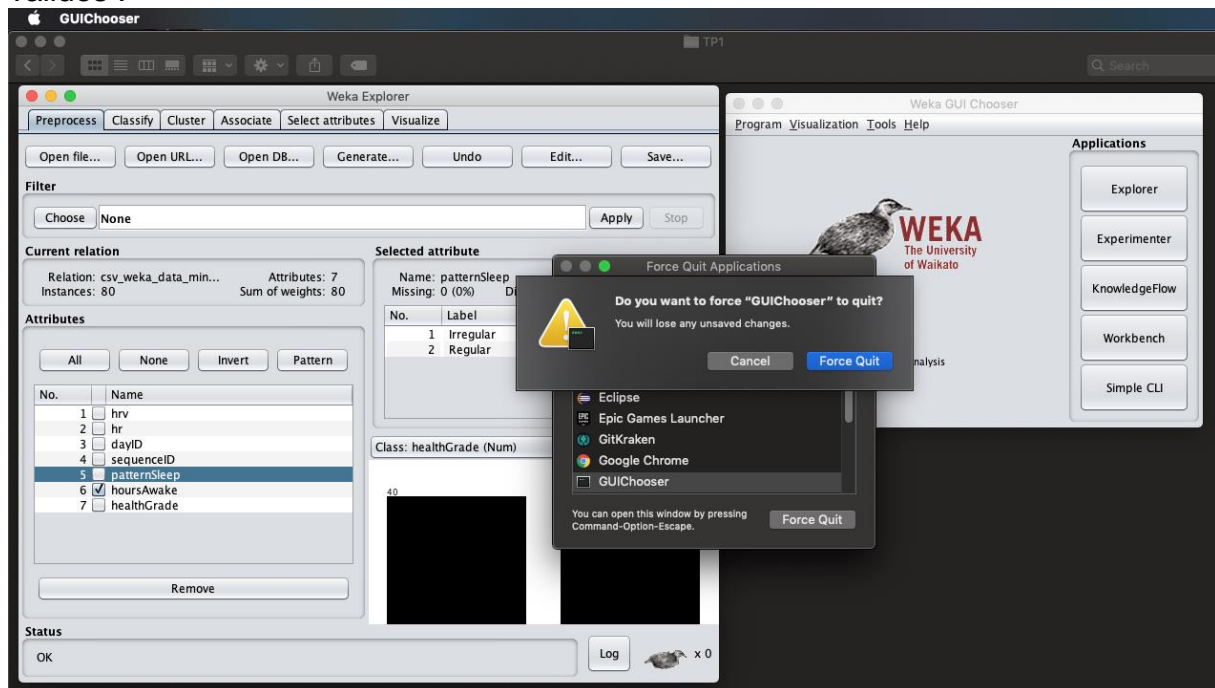 GUIChooser
TP1
Search
Weka Explorer
Preprocess Classify Cluster Associate Select attributes Visualize
Open file... Open URL... Open DB... Generate... Undo Edit... Save...
Filter
Choose None Apply Stop
Current relation
Relation: csv_weka_data_min... Attributes: 7
Instances: 80 Sum of weights: 80
Attributes
All None Invert Pattern
No. Name
1 hrv
2 hr
3 dayID
4 sequenceID
5 patternSleep
6 hoursAwake
7 healthGrade
Remove
Status
OK
Log x 0
Selected attribute
Name: patternSleep
Missing: 0 (0%) Di
No. Label
1 Irregular
2 Regular
Class: healthGrade (Num)
40
Weka GUI Chooser
Program Visualization Tools Help
WEKA
The University
of Waikato
nalysis
Applications
Explorer
Experimenter
KnowledgeFlow
Workbench
Simple CLI
Force Quit Applications
Do you want to force “GUIChooser” to quit?
You will lose any unsaved changes.
Cancel Force Quit
Eclipse
Epic Games Launcher
GitKraken
Google Chrome
GUIChooser
You can open this window by pressing
Command-Option-Escape.
Force Quit